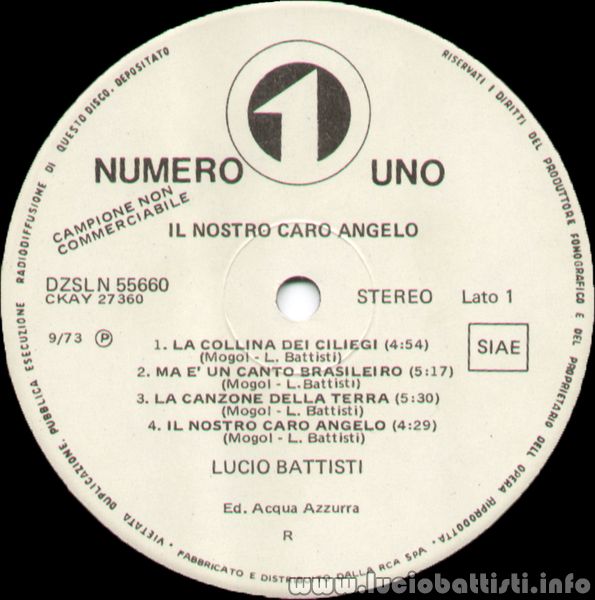 RISERVATI I DIRITTI DEL PRODUTTORE FONOGRAFICO E DEL PROPRIETARIO DELL'OPERA RIPRODOTTA •
VIETATA DUPLICAZIONE, PUBBLICA ESECUZIONE RADIODIFFUSIONE DI QUESTO DISCO. DEPOSITATO
1
NUMERO UNO
CAMPIONE NON
COMMERCIABILE
IL NOSTRO CARO ANGELO
DZSLN 55660
CKAY 27360
STEREO Lato 1
9/73 Ⓟ
SIAE
1. LA COLLINA DEI CILIEGI (4:54)
(Mogol - L. Battisti)
2. MA E' UN CANTO BRASILEIRO (5:17)
(Mogol - L. Battisti)
3. LA CANZONE DELLA TERRA (5:30)
(Mogol - L. Battisti)
4. IL NOSTRO CARO ANGELO (4:29)
(Mogol - L. Battisti)
LUCIO BATTISTI
Ed. Acqua Azzurra
R
• FABBRICATO E DISTRIBUITO DALLA RCA SPA •
www.luciobattisti.info